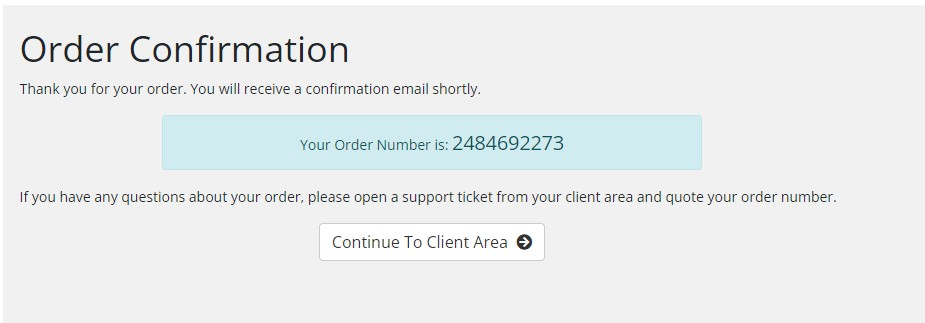 Order Confirmation
Thank you for your order. You will receive a confirmation email shortly.
Your Order Number is: 2484692273
If you have any questions about your order, please open a support ticket from your client area and quote your order number.
Continue To Client Area